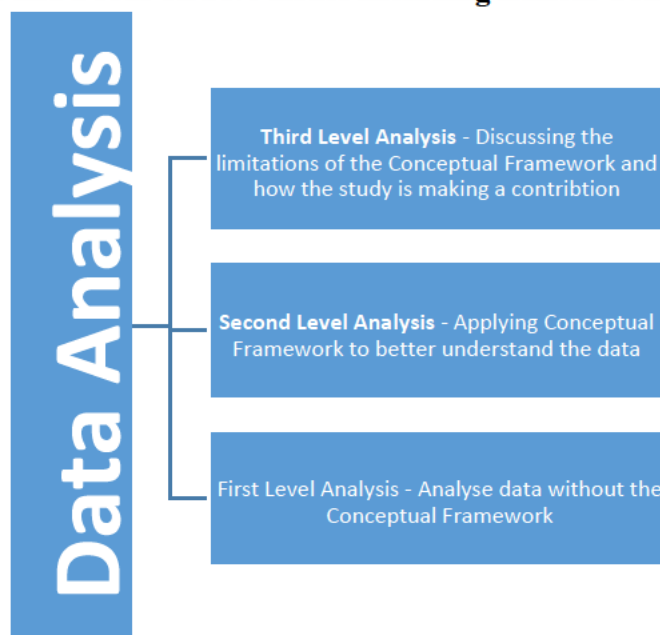 Data Analysis
Third Level Analysis - Discussing the
limitations of the Conceptual Framework and
how the study is making a contribtion
Second Level Analysis - Applying Conceptual
Framework to better understand the data
First Level Analysis - Analyse data without the
Conceptual Framework